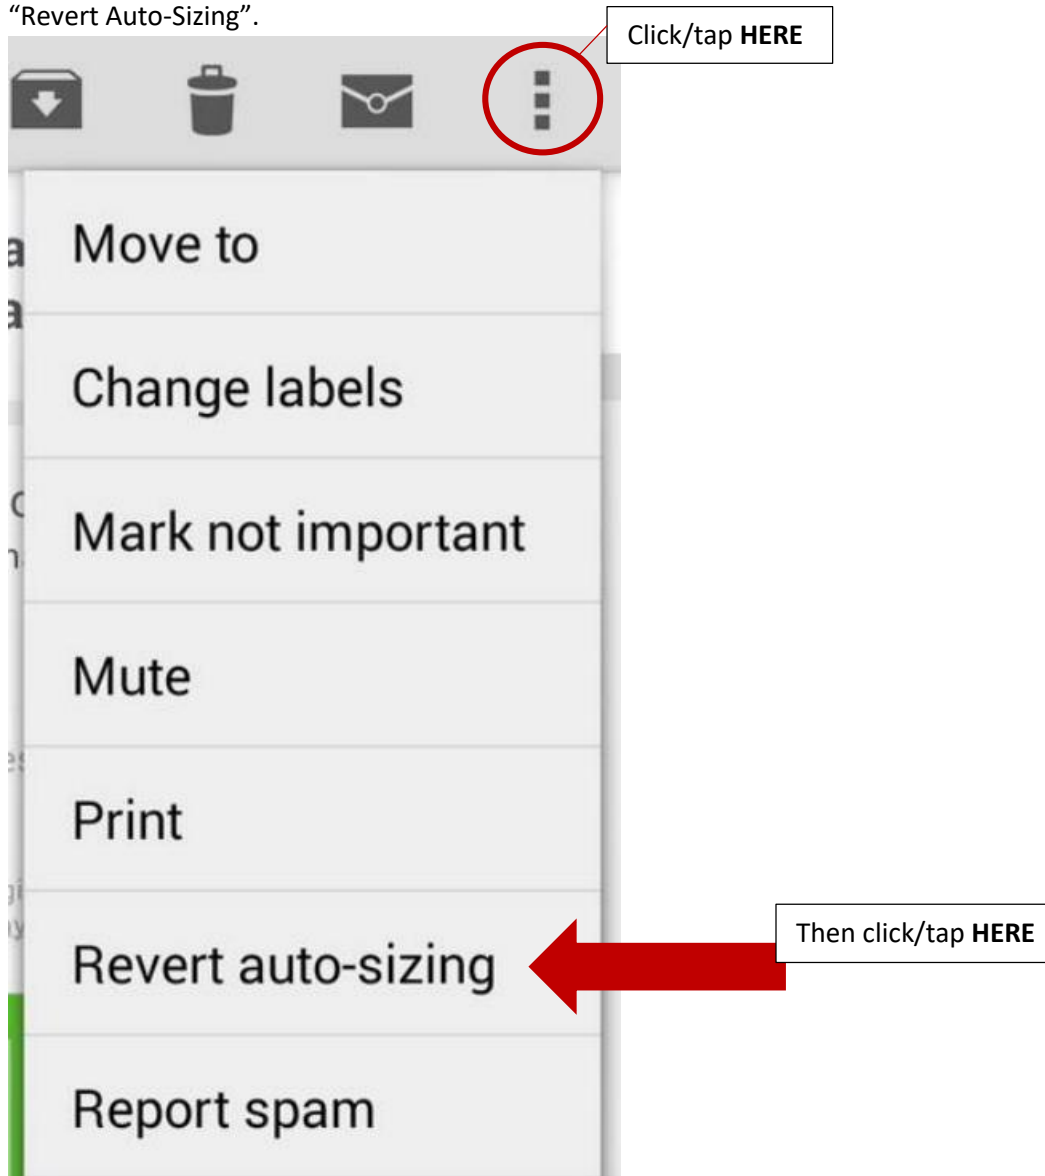 “Revert Auto-Sizing”.
Click/tap HERE
Move to
Change labels
Mark not important
Mute
Print
Revert auto-sizing
Then click/tap HERE
Report spam